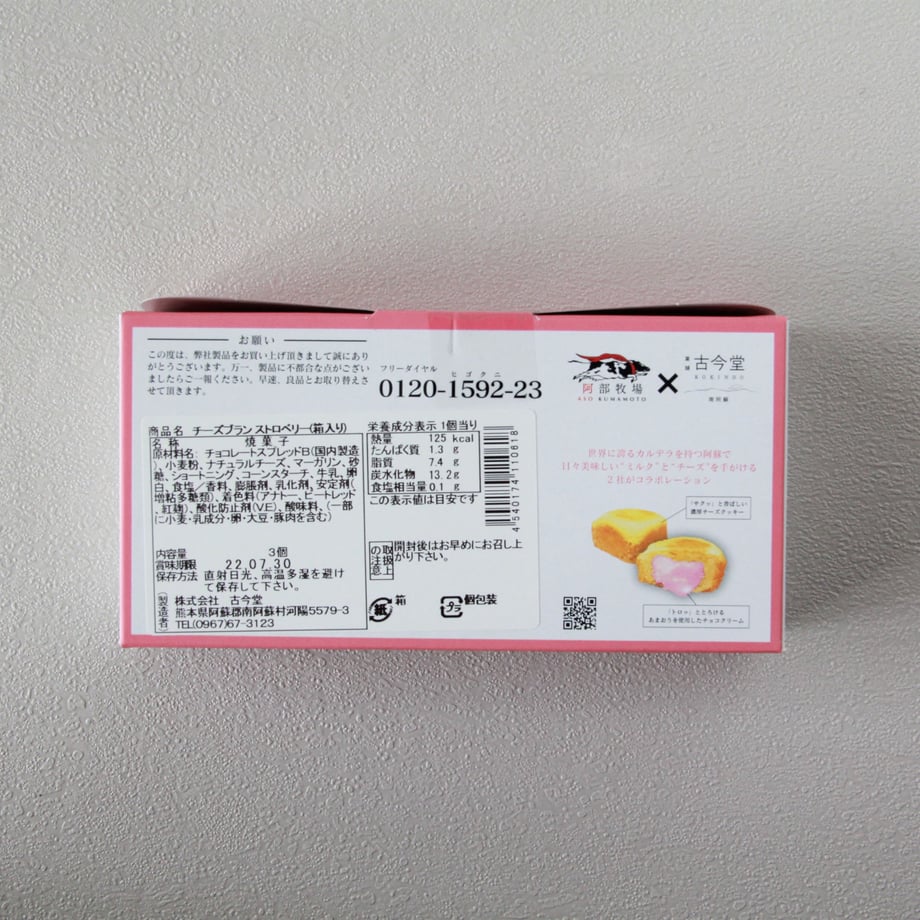 お願い
この度は、弊社製品をお買い上げ頂きまして誠にあり
がとうございます。万一、製品に不都合な点がござい
ましたらご一報ください。早速、良品とお取り替えさ
せて頂きます。
フリーダイヤル
ヒゴクニ
0120-1592-23
阿部牧場
ASO KUMAMOTO
×
菓舗
古今堂
KOKINDO
商品名 チーズブラン ストロベリー(箱入り)
名称 焼菓子
原材料名: チョコレートスプレッドB(国内製造
)、小麦粉、ナチュラルチーズ、マーガリン、砂
糖、ショートニング、コーンスターチ、牛乳、卵
白、食塩/香料、膨脹剤、乳化剤、安定剤(
増粘多糖類)、着色料(アナトー、ビートレッド
、紅麹)、酸化防止剤(VE)、酸味料、(一部
に小麦・乳成分・卵・大豆・豚肉を含む)
内容量 3個
賞味期限 22.07.30
保存方法 直射日光、高温多湿を避け
て保存して下さい。
製造者
株式会社 古今堂
熊本県阿蘇郡南阿蘇村河陽5579-3
TEL(0967)67-3123
栄養成分表示 1個当り
熱量 125 kcal
たんぱく質 1.3 g
脂質 7.4 g
炭水化物 13.2g
食塩相当量 0.1 g
この表示値は目安です
4540174110618
取扱上の注意
開封後はお早めにお召し上
がり下さい。
紙
箱
プラ
個包装
世界に誇るカルデラを持つ阿蘇で
日々美味しい"ミルク"と"チーズ"を手がける
2社がコラボレーション
「サクッ」と香ばしい
濃厚チーズクッキー
「トロッ」ととろける
あまおうを使用したチョコクリーム